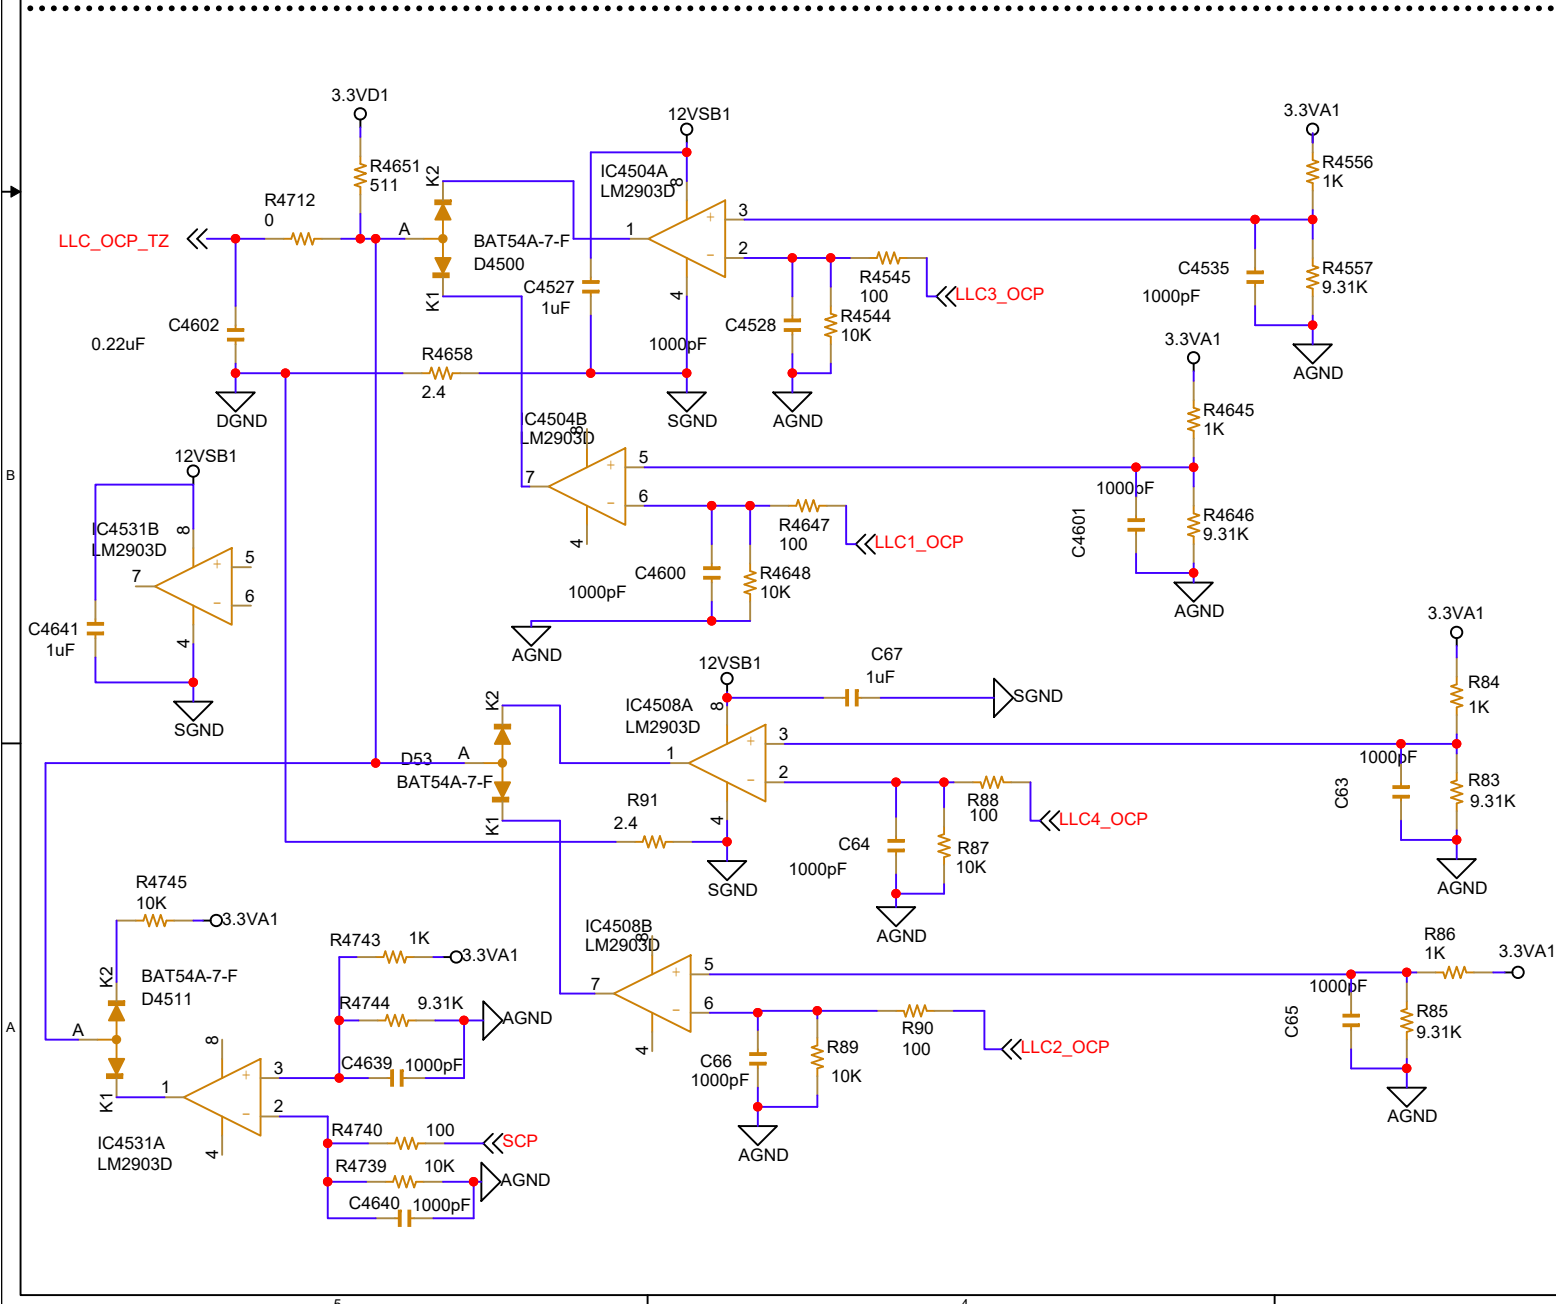 3.3VD1
12VSB1
3.3VA1
R4651
511
K2
IC4504A
LM2903D
8
R4556
1K
R4712
0
3
LLC_OCP_TZ
A
1
+
BAT54A-7-F
D4500
2
−
C4535
1000pF
R4557
9.31K
K1
C4527
1uF
4
R4545
100
LLC3_OCP
C4602
0.22uF
C4528
1000pF
R4544
10K
R4658
2.4
3.3VA1
AGND
DGND
SGND
AGND
R4645
1K
IC4504B
LM2903D
8
12VSB1
5
+
7
6
−
1000pF
C4601
R4646
9.31K
IC4531B
LM2903D
8
4
R4647
100
LLC1_OCP
5
+
7
6
−
C4600
1000pF
R4648
10K
AGND
C4641
1uF
4
AGND
SGND
3.3VA1
12VSB1
C67
1uF
SGND
R84
1K
K2
IC4508A
LM2903D
8
3
+
D53
BAT54A-7-F
A
1
2
−
1000pF
C63
R83
9.31K
K1
R91
2.4
4
R88
100
LLC4_OCP
C64
1000pF
R87
10K
SGND
AGND
AGND
R4745
10K
3.3VA1
R4743
1K
3.3VA1
IC4508B
LM2903D
8
R86
1K
3.3VA1
K2
BAT54A-7-F
D4511
5
+
7
6
−
1000pF
C65
R85
9.31K
R4744
9.31K
AGND
A
R90
100
LLC2_OCP
8
4
C66
1000pF
R89
10K
C4639
1000pF
3
+
1
2
−
K1
4
AGND
AGND
IC4531A
LM2903D
R4740
100
SCP
R4739
10K
AGND
C4640
1000pF
B
A